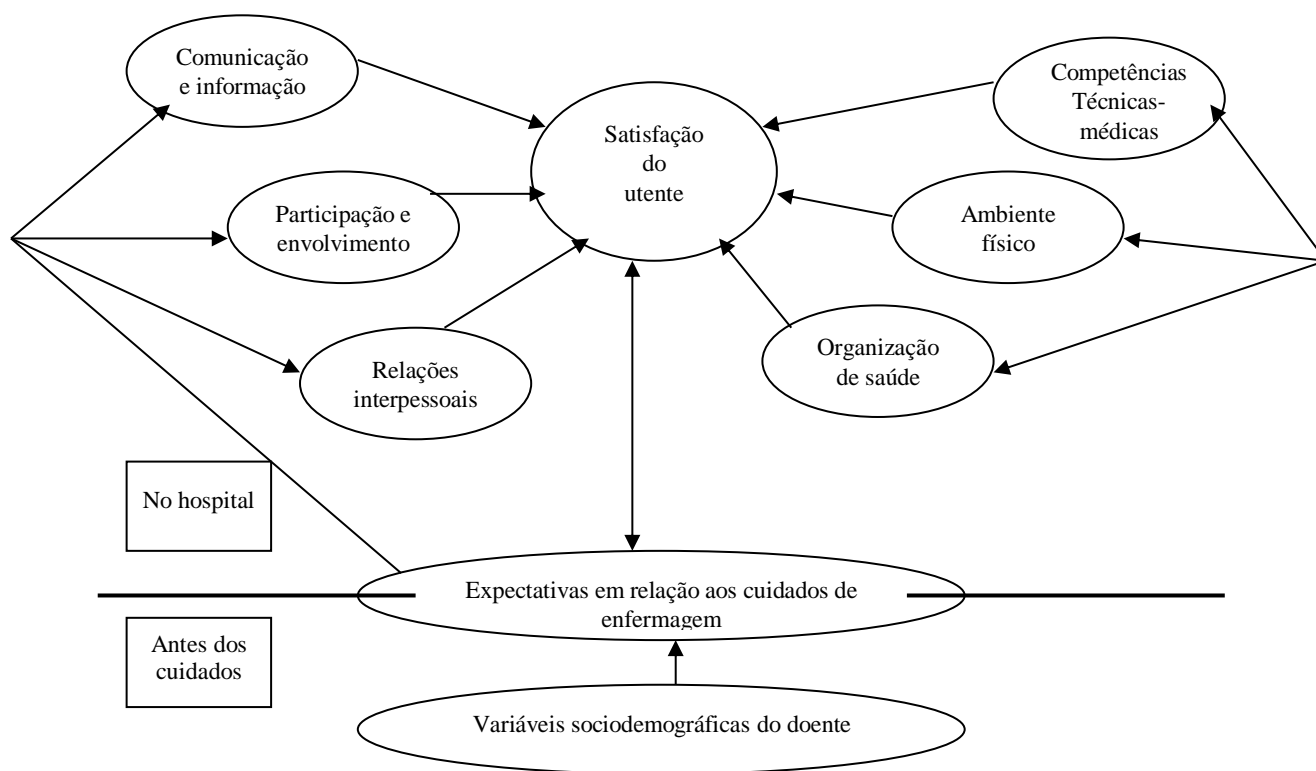 Comunicação
e informação
Satisfação
do
utente
Competências
Técnicas-
médicas
Participação e
envolvimento
Ambiente
físico
Relações
interpessoais
Organização
de saúde
No hospital
Expectativas em relação aos cuidados de
enfermagem
Antes dos
cuidados
Variáveis sociodemográficas do doente